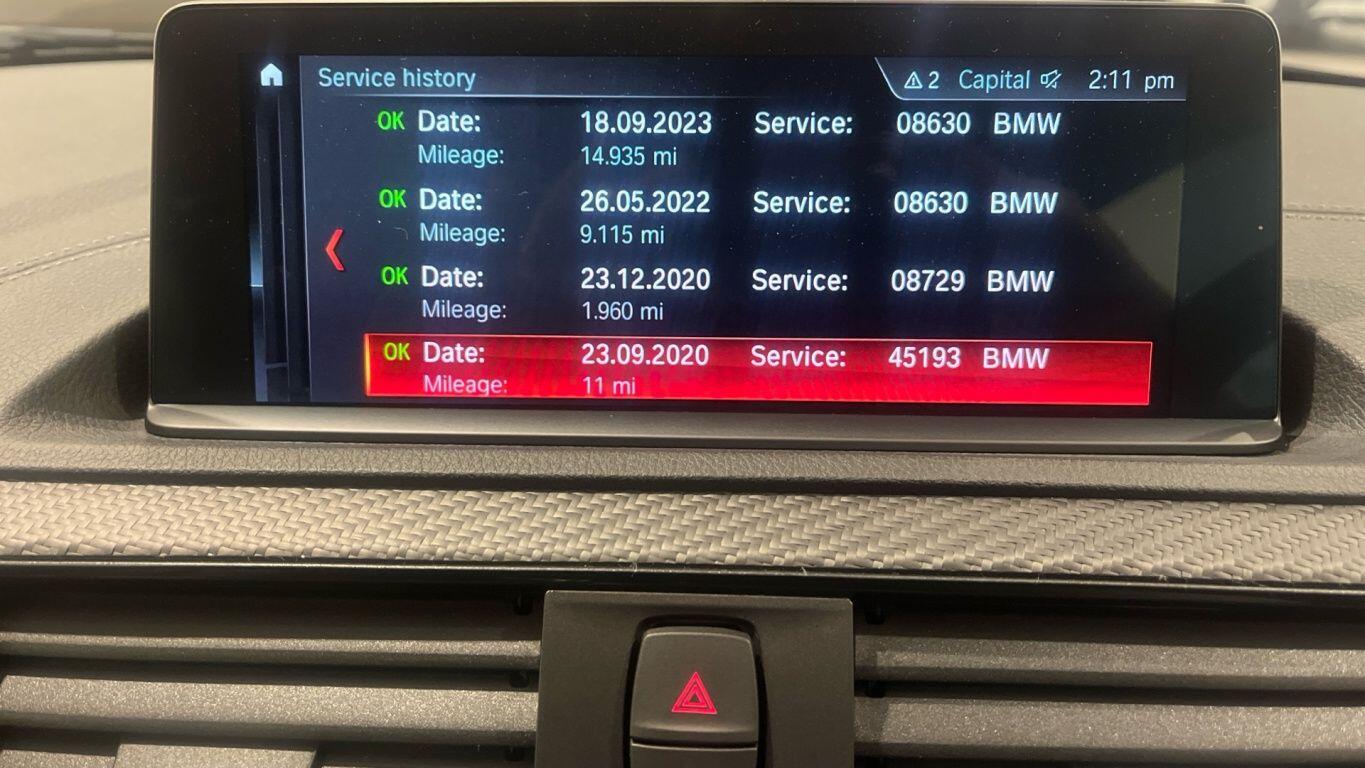 Service history
2 Capital 2:11 pm
OK Date: 18.09.2023 Service: 08630 BMW
Mileage: 14.935 mi
OK Date: 26.05.2022 Service: 08630 BMW
Mileage: 9.115 mi
OK Date: 23.12.2020 Service: 08729 BMW
Mileage: 1.960 mi
OK Date: 23.09.2020 Service: 45193 BMW
Mileage: 11 mi